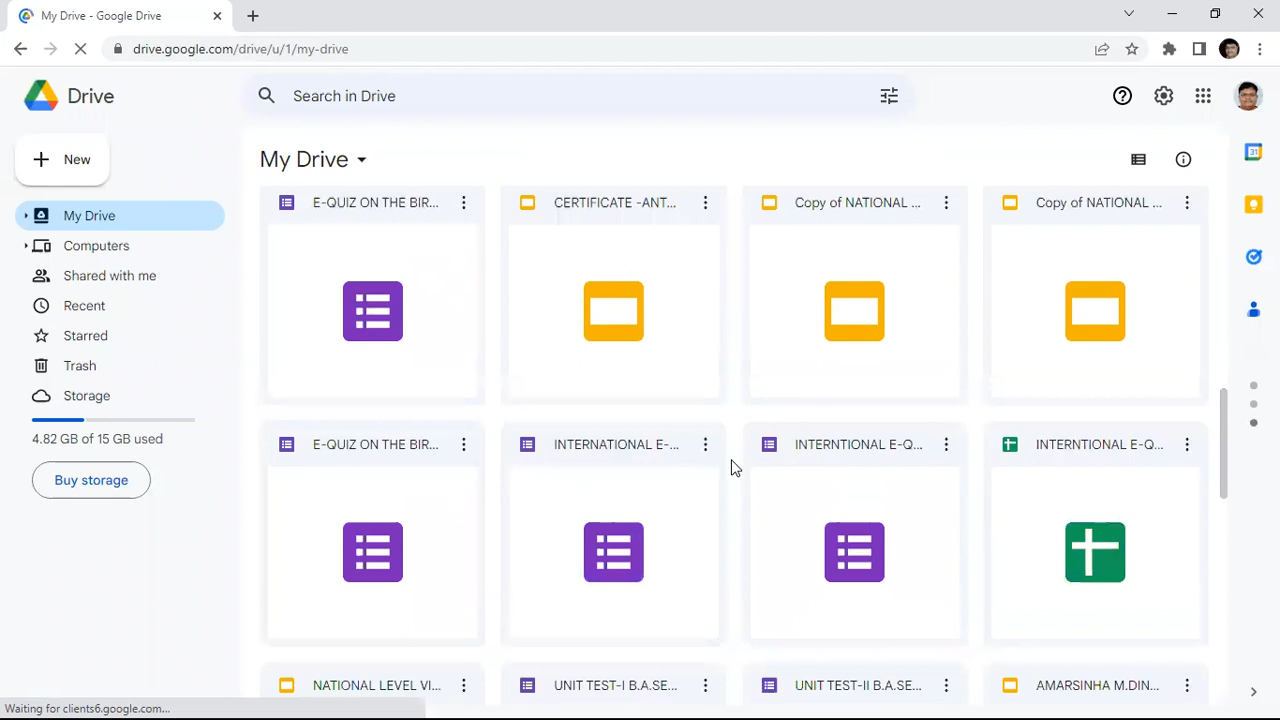 My Drive - Google Drive
drive.google.com/drive/u/1/my-drive
Drive
Search in Drive
New
My Drive
Computers
Shared with me
Recent
Starred
Trash
Storage
4.82 GB of 15 GB used
Buy storage
My Drive
E-QUIZ ON THE BIR...
CERTIFICATE -ANT...
Copy of NATIONAL ...
Copy of NATIONAL ...
E-QUIZ ON THE BIR...
INTERNATIONAL E-...
INTERNTIONAL E-Q...
INTERNTIONAL E-Q...
NATIONAL LEVEL VI...
UNIT TEST-I B.A.SE...
UNIT TEST-II B.A.SE...
AMARSINHA M.DIN...
31
Waiting for clients6.google.com...